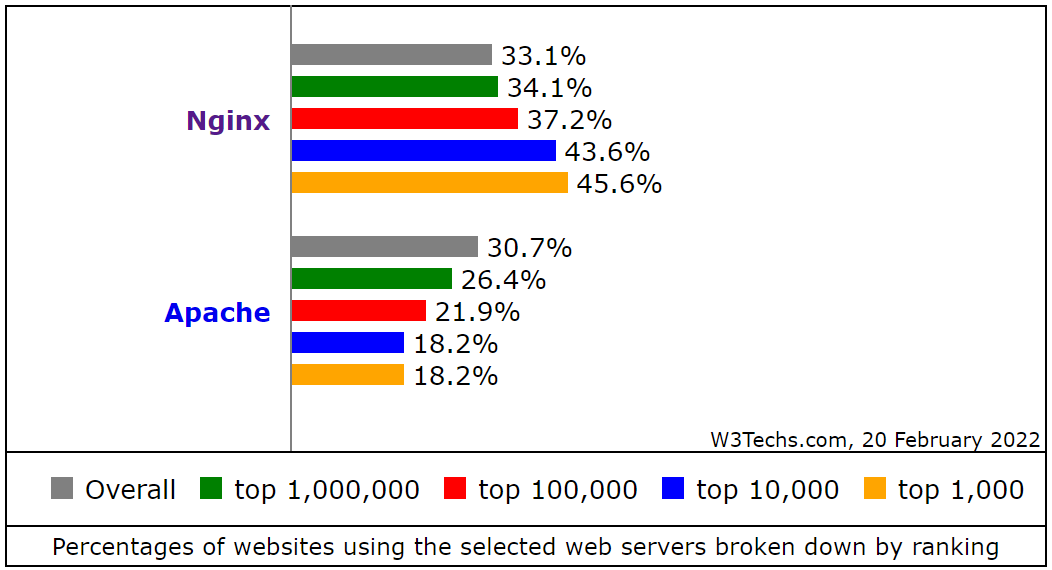 33.1%
34.1%
Nginx 37.2%
43.6%
45.6%
30.7%
26.4%
Apache 21.9%
18.2%
18.2%
W3Techs.com, 20 February 2022
Overall top 1,000,000 top 100,000 top 10,000 top 1,000
Percentages of websites using the selected web servers broken down by ranking